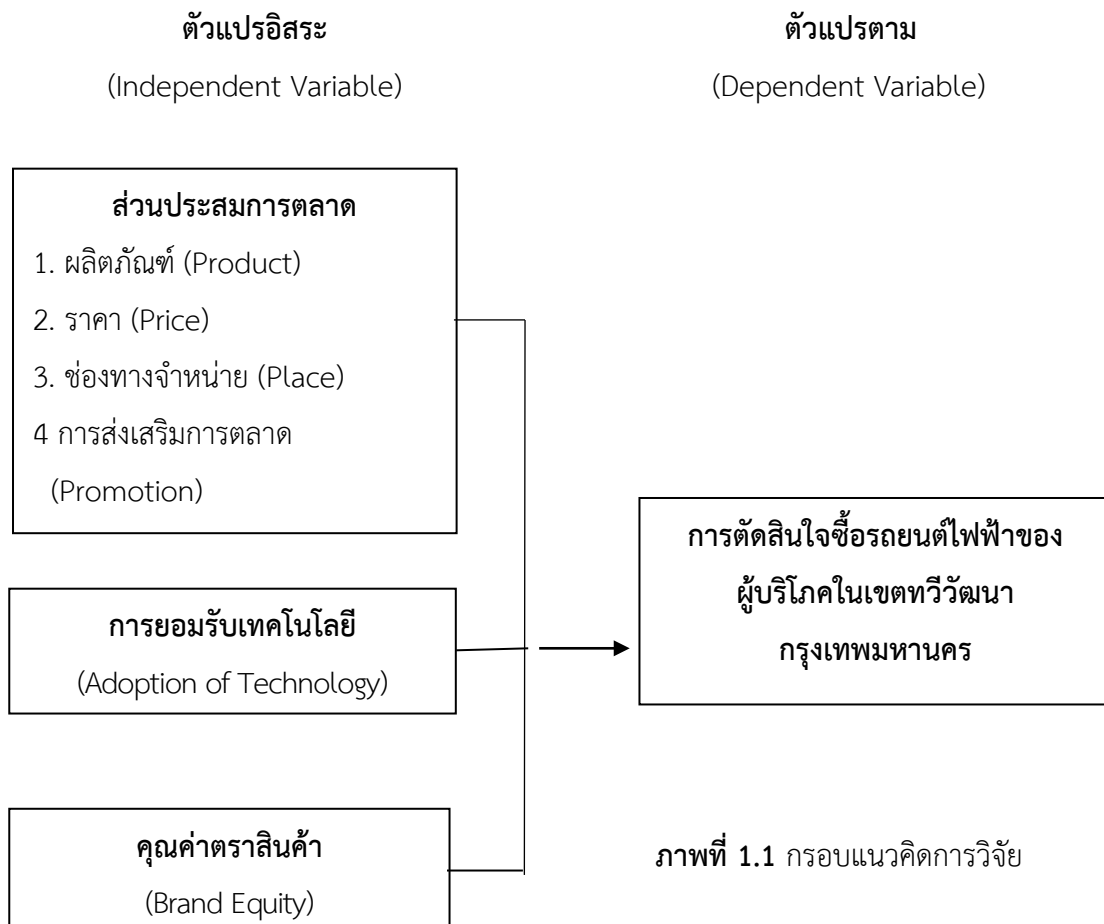 ตัวแปรอิสระ
(Independent Variable)
ตัวแปรตาม
(Dependent Variable)
ส่วนประสมการตลาด
1. ผลิตภัณฑ์ (Product)
2. ราคา (Price)
3. ช่องทางจำหน่าย (Place)
4 การส่งเสริมการตลาด
(Promotion)
การยอมรับเทคโนโลยี
(Adoption of Technology)
คุณค่าตราสินค้า
(Brand Equity)
การตัดสินใจซื้อรถยนต์ไฟฟ้าของ
ผู้บริโภคในเขตทวีวัฒนา
กรุงเทพมหานคร
ภาพที่ 1.1 กรอบแนวคิดการวิจัย